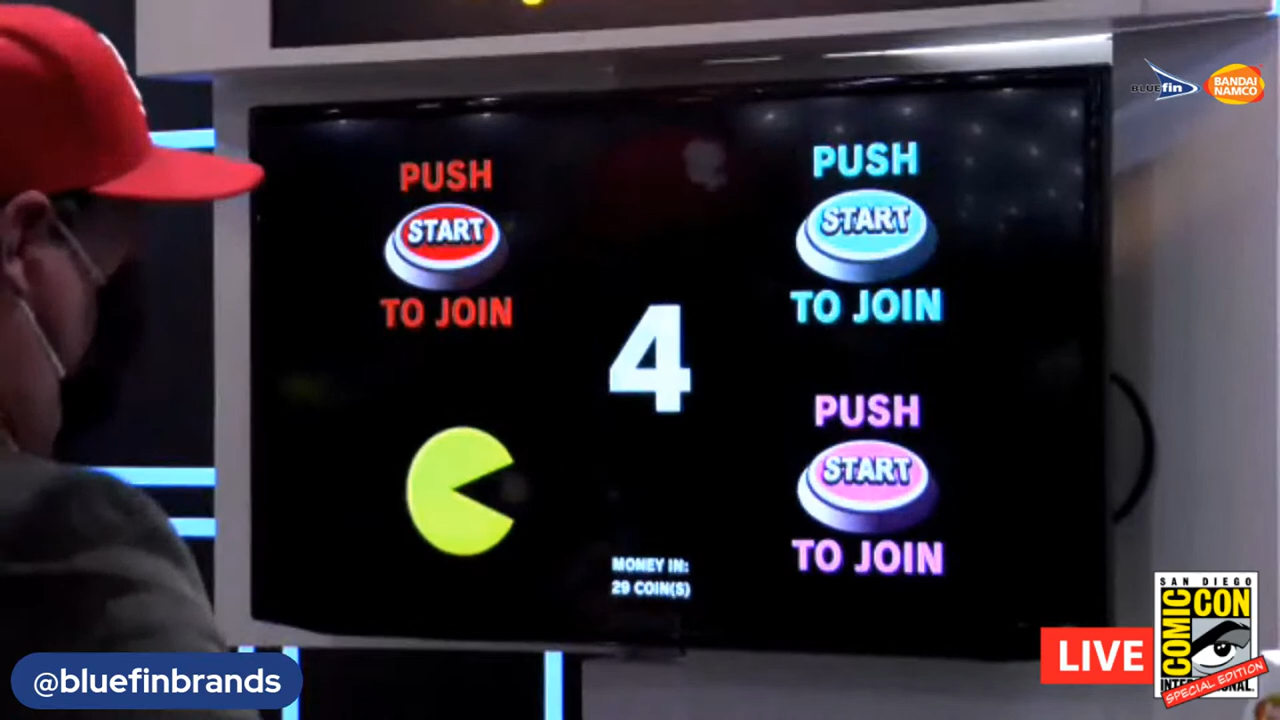 BLUEfin
BANDAI
NAMCO
PUSH
START
TO JOIN
PUSH
START
TO JOIN
4
PUSH
START
TO JOIN
MONEY IN:
29 COIN(S)
@bluefinbrands
LIVE
SAN DIEGO
COMIC
CON
INTERNATIONAL.
SPECIAL EDITION